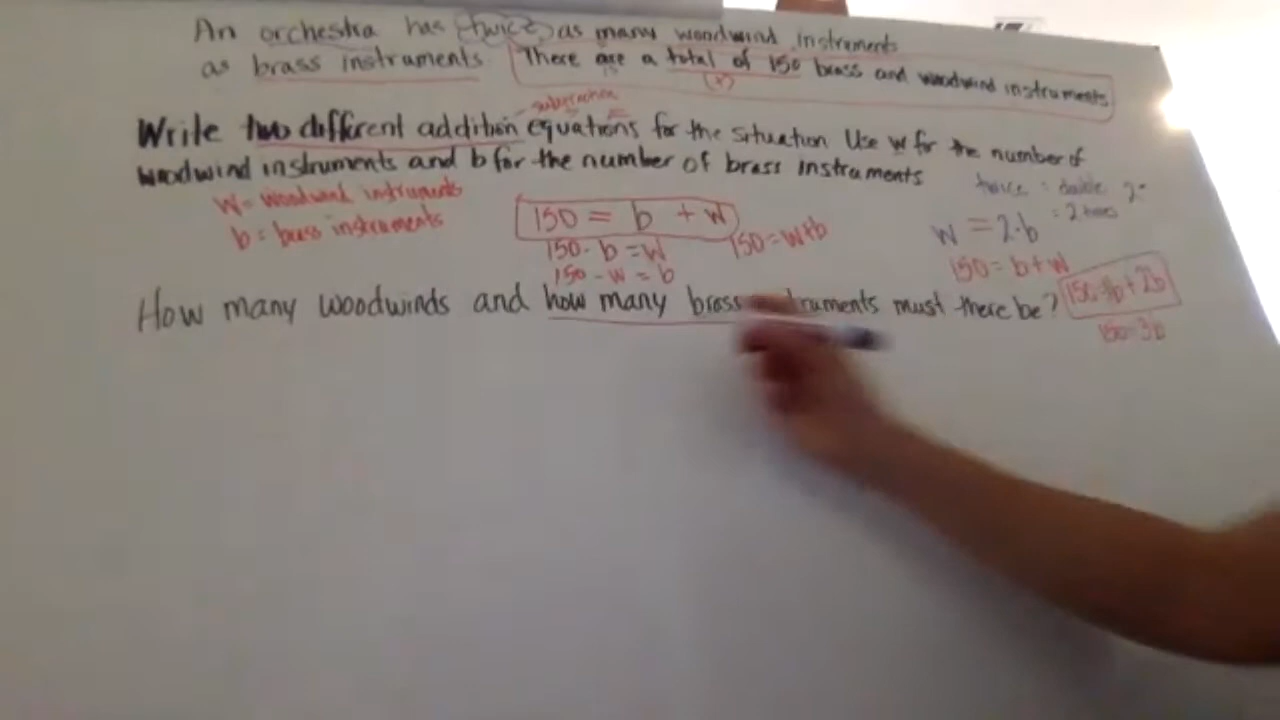 An orchestra has twice as many woodwind instruments
as brass instruments There are a total of 150 brass and woodwind instruments
(+)
subtraction
Write two different addition equations for the situation Use w for the number of
woodwind instruments and b for the number of brass instruments
W = woodwind instruments
b = brass instruments
150 = b + W
150 - b = W
150 - W = b
150 = W+b
twice = double 2·
= 2 times
W = 2·b
150 = b + W
150 = b + 2b
150 = 3b
How many woodwinds and how many brass must there be?